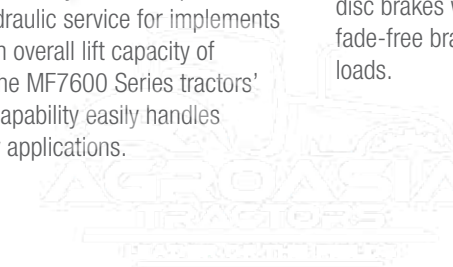 draulic service for implements
n overall lift capacity of
he MF7600 Series tractors'
apability easily handles
applications.
disc brakes
fade-free bra
loads.
AGROASIA
TRACTORS